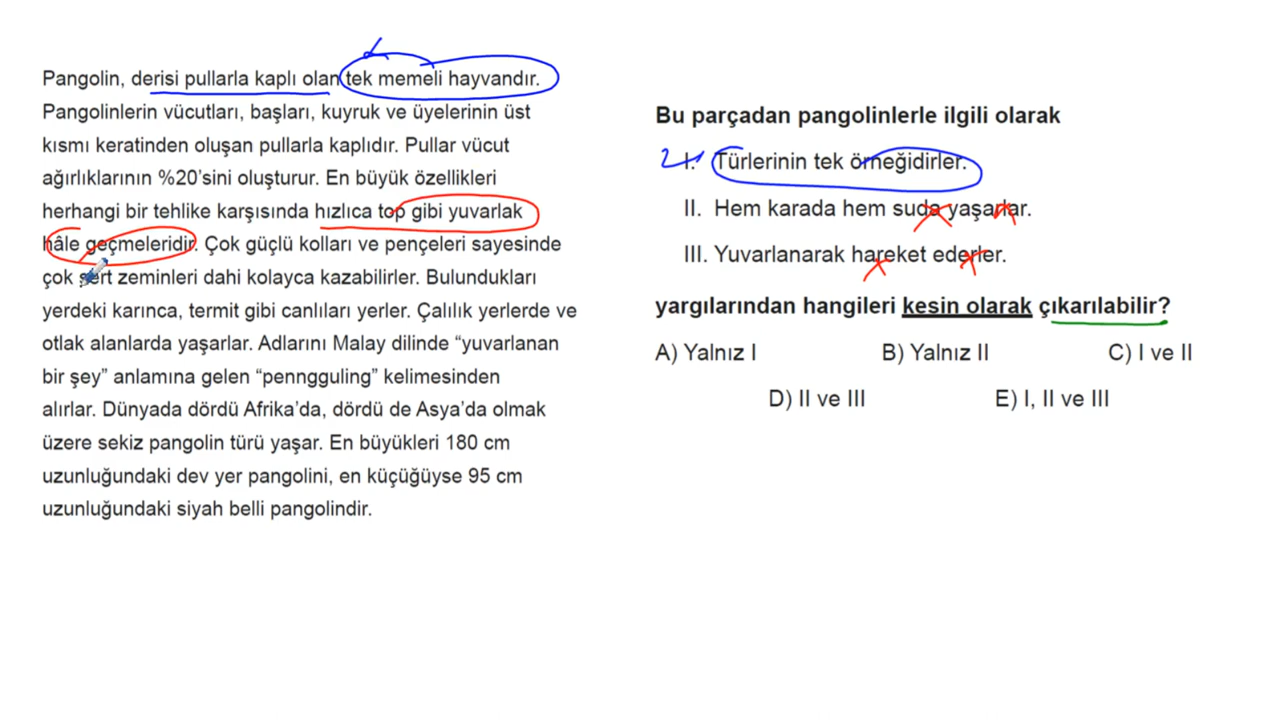 Pangolin, derisi pullarla kaplı olan tek memeli hayvandır.
Pangolinlerin vücutları, başları, kuyruk ve üyelerinin üst
kısmı keratinden oluşan pullarla kaplıdır. Pullar vücut
ağırlıklarının %20’sini oluşturur. En büyük özellikleri
herhangi bir tehlike karşısında hızlıca top gibi yuvarlak
hâle geçmeleridir. Çok güçlü kolları ve pençeleri sayesinde
çok sert zeminleri dahi kolayca kazabilirler. Bulundukları
yerdeki karınca, termit gibi canlıları yerler. Çalılık yerlerde ve
otlak alanlarda yaşarlar. Adlarını Malay dilinde “yuvarlanan
bir şey” anlamına gelen “penngguling” kelimesinden
alırlar. Dünyada dördü Afrika’da, dördü de Asya’da olmak
üzere sekiz pangolin türü yaşar. En büyükleri 180 cm
uzunluğundaki dev yer pangolini, en küçüğüyse 95 cm
uzunluğundaki siyah belli pangolindir.
Bu parçadan pangolinlerle ilgili olarak
I. Türlerinin tek örneğidirler.
II. Hem karada hem suda yaşarlar.
III. Yuvarlanarak hareket ederler.
yargılarından hangileri kesin olarak çıkarılabilir?
A) Yalnız I B) Yalnız II C) I ve II
D) II ve III E) I, II ve III